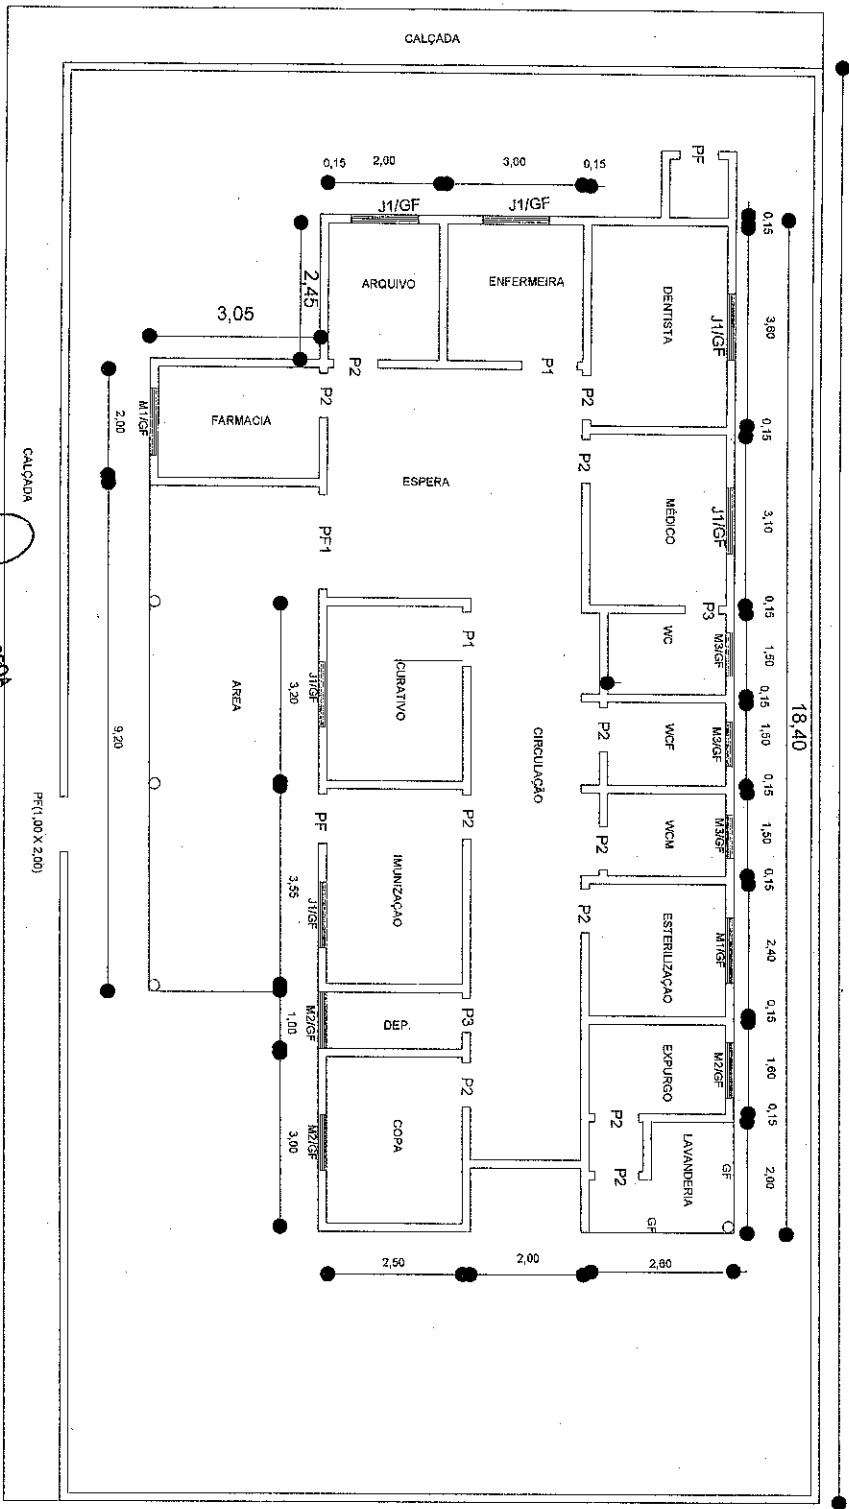 CALÇADA
PF
0,15
2,00
3,00
0,15
J1/GF
J1/GF
0,15
3,60
0,15
3,10
0,15
1,50
0,15
1,50
0,15
1,50
0,15
2,40
0,15
1,60
0,15
2,00
18,40
2,45
3,05
ARQUIVO
ENFERMEIRA
DENTISTA
J1/GF
P2
P1
P2
P2
P2
FARMACIA
M1/GF
2,00
CALÇADA
ESPERA
MÉDICO
J1/GF
PF1
P3
WC
M3/GF
P1
CURATIVO
J1/GF
3,20
AREA
9,20
PF(1,00 X 2,00)
CIRCULAÇÃO
P2
WCF
M3/GF
P2
WCM
M3/GF
PF
P2
IMUNIZAÇÃO
J1/GF
3,55
P2
ESTERILIZAÇAO
M1/GF
DEP.
P3
M2/GF
1,00
EXPURGO
M2/GF
P2
P2
COPA
M2/GF
3,00
P2
LAVANDERIA
GF
GF
2,50
2,00
2,60